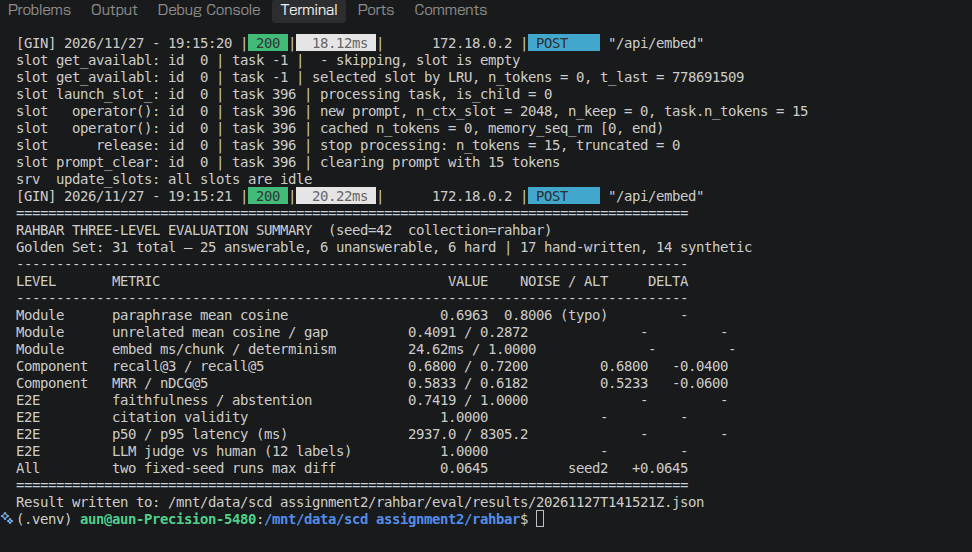 Problems Output Debug Console Terminal Ports Comments
[GIN] 2026/11/27 - 19:15:20 | 200 | 18.12ms | 172.18.0.2 | POST "/api/embed"
slot get_availabl: id 0 | task -1 | - skipping, slot is empty
slot get_availabl: id 0 | task -1 | selected slot by LRU, n_tokens = 0, t_last = 778691509
slot launch_slot_: id 0 | task 396 | processing task, is_child = 0
slot operator(): id 0 | task 396 | new prompt, n_ctx_slot = 2048, n_keep = 0, task.n_tokens = 15
slot operator(): id 0 | task 396 | cached n_tokens = 0, memory_seq_rm [0, end)
slot release: id 0 | task 396 | stop processing: n_tokens = 15, truncated = 0
slot prompt_clear: id 0 | task 396 | clearing prompt with 15 tokens
srv update_slots: all slots are idle
[GIN] 2026/11/27 - 19:15:21 | 200 | 20.22ms | 172.18.0.2 | POST "/api/embed"
====================================================================================
RAHBAR THREE-LEVEL EVALUATION SUMMARY (seed=42 collection=rahbar)
Golden Set: 31 total — 25 answerable, 6 unanswerable, 6 hard | 17 hand-written, 14 synthetic
------------------------------------------------------------------------------------
LEVEL METRIC VALUE NOISE / ALT DELTA
------------------------------------------------------------------------------------
Module paraphrase mean cosine 0.6963 0.8006 (typo) -
Module unrelated mean cosine / gap 0.4091 / 0.2872 - -
Module embed ms/chunk / determinism 24.62ms / 1.0000 - -
Component recall@3 / recall@5 0.6800 / 0.7200 0.6800 -0.0400
Component MRR / nDCG@5 0.5833 / 0.6182 0.5233 -0.0600
E2E faithfulness / abstention 0.7419 / 1.0000 - -
E2E citation validity 1.0000 - -
E2E p50 / p95 latency (ms) 2937.0 / 8305.2 - -
E2E LLM judge vs human (12 labels) 1.0000 - -
All two fixed-seed runs max diff 0.0645 seed2 +0.0645
====================================================================================
Result written to: /mnt/data/scd assignment2/rahbar/eval/results/20261127T141521Z.json
(.venv) aun@aun-Precision-5480:/mnt/data/scd assignment2/rahbar$